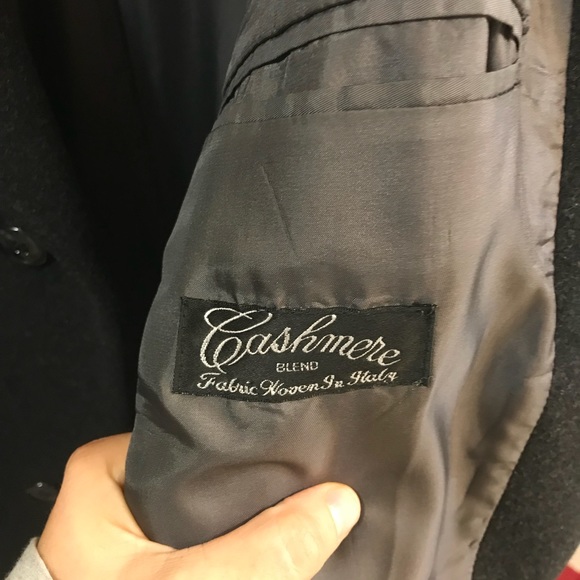 Cashmere
BLEND
Fabric Woven In Italy